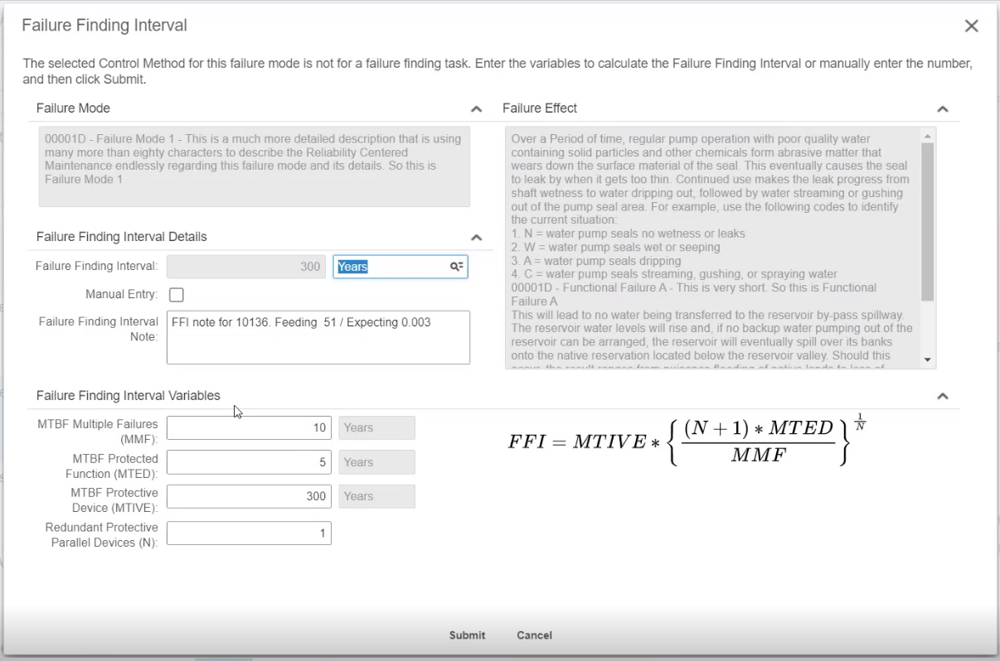 Failure Finding Interval
The selected Control Method for this failure mode is not for a failure finding task. Enter the variables to calculate the Failure Finding Interval or manually enter the number,
and then click Submit.
Failure Mode
00001D - Failure Mode 1 - This is a much more detailed description that is using
many more than eighty characters to describe the Reliability Centered
Maintenance endlessly regarding this failure mode and its details. So this is
Failure Mode 1
Failure Effect
Over a Period of time, regular pump operation with poor quality water
containing solid particles and other chemicals form abrasive matter that
wears down the surface material of the seal. This eventually causes the seal
to leak by when it gets too thin. Continued use makes the leak progress from
shaft wetness to water dripping out, followed by water streaming or gushing
out of the pump seal area. For example, use the following codes to identify
the current situation:
1. N = water pump seals no wetness or leaks
2. W = water pump seals wet or seeping
3. A = water pump seals dripping
4. C = water pump seals streaming, gushing, or spraying water
00001D - Functional Failure A - This is very short. So this is Functional
Failure A
This will lead to no water being transferred to the reservoir by-pass spillway.
The reservoir water levels will rise and, if no backup water pumping out of the
reservoir can be arranged, the reservoir will eventually spill over its banks
onto the native reservation located below the reservoir valley. Should this
Failure Finding Interval Details
Failure Finding Interval: 300 Years
Manual Entry:
Failure Finding Interval
Note:
FFI note for 10136. Feeding 51 / Expecting 0.003
Failure Finding Interval Variables
MTBF Multiple Failures
(MMF):
10 Years
MTBF Protected
Function (MTED):
5 Years
MTBF Protective
Device (MTIVE):
300 Years
Redundant Protective
Parallel Devices (N):
1
FFI = MTIVE * { (N + 1) * MTED / MMF } 1/N
Submit Cancel